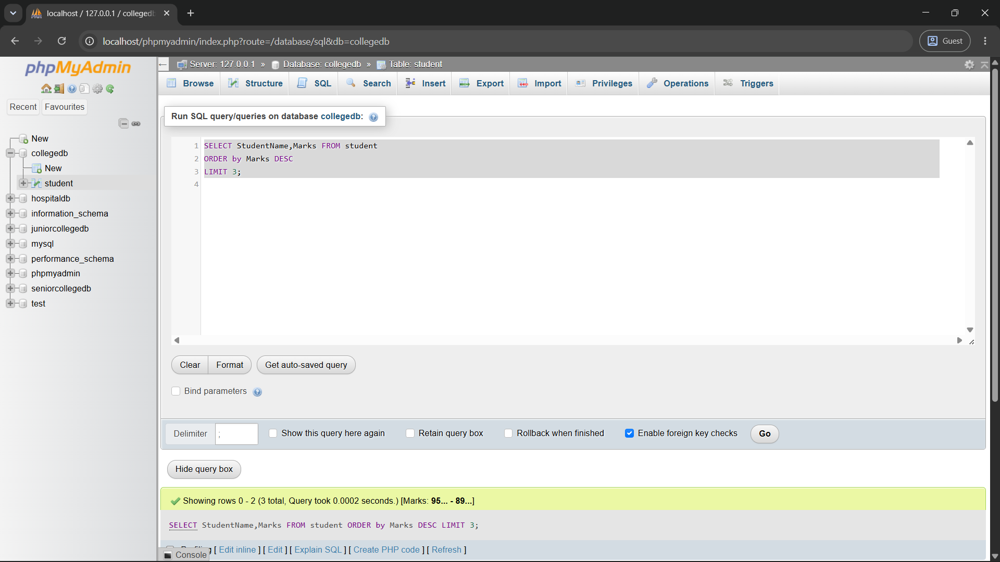 localhost / 127.0.0.1 / collegedb
localhost/phpmyadmin/index.php?route=/database/sql&db=collegedb
Guest
phpMyAdmin
Recent
Favourites
New
collegedb
New
student
hospitaldb
information_schema
juniorcollegedb
mysql
performance_schema
phpmyadmin
seniorcollegedb
test
Server: 127.0.0.1 » Database: collegedb » Table: student
Browse
Structure
SQL
Search
Insert
Export
Import
Privileges
Operations
Triggers
Run SQL query/queries on database collegedb:
1 SELECT StudentName,Marks FROM student
2 ORDER by Marks DESC
3 LIMIT 3;
4
Clear
Format
Get auto-saved query
Bind parameters
Delimiter
;
Show this query here again
Retain query box
Rollback when finished
Enable foreign key checks
Go
Hide query box
Showing rows 0 - 2 (3 total, Query took 0.0002 seconds.) [Marks: 95... - 89...]
SELECT StudentName,Marks FROM student ORDER by Marks DESC LIMIT 3;
[ Edit inline ] [ Edit ] [ Explain SQL ] [ Create PHP code ] [ Refresh ]
Console